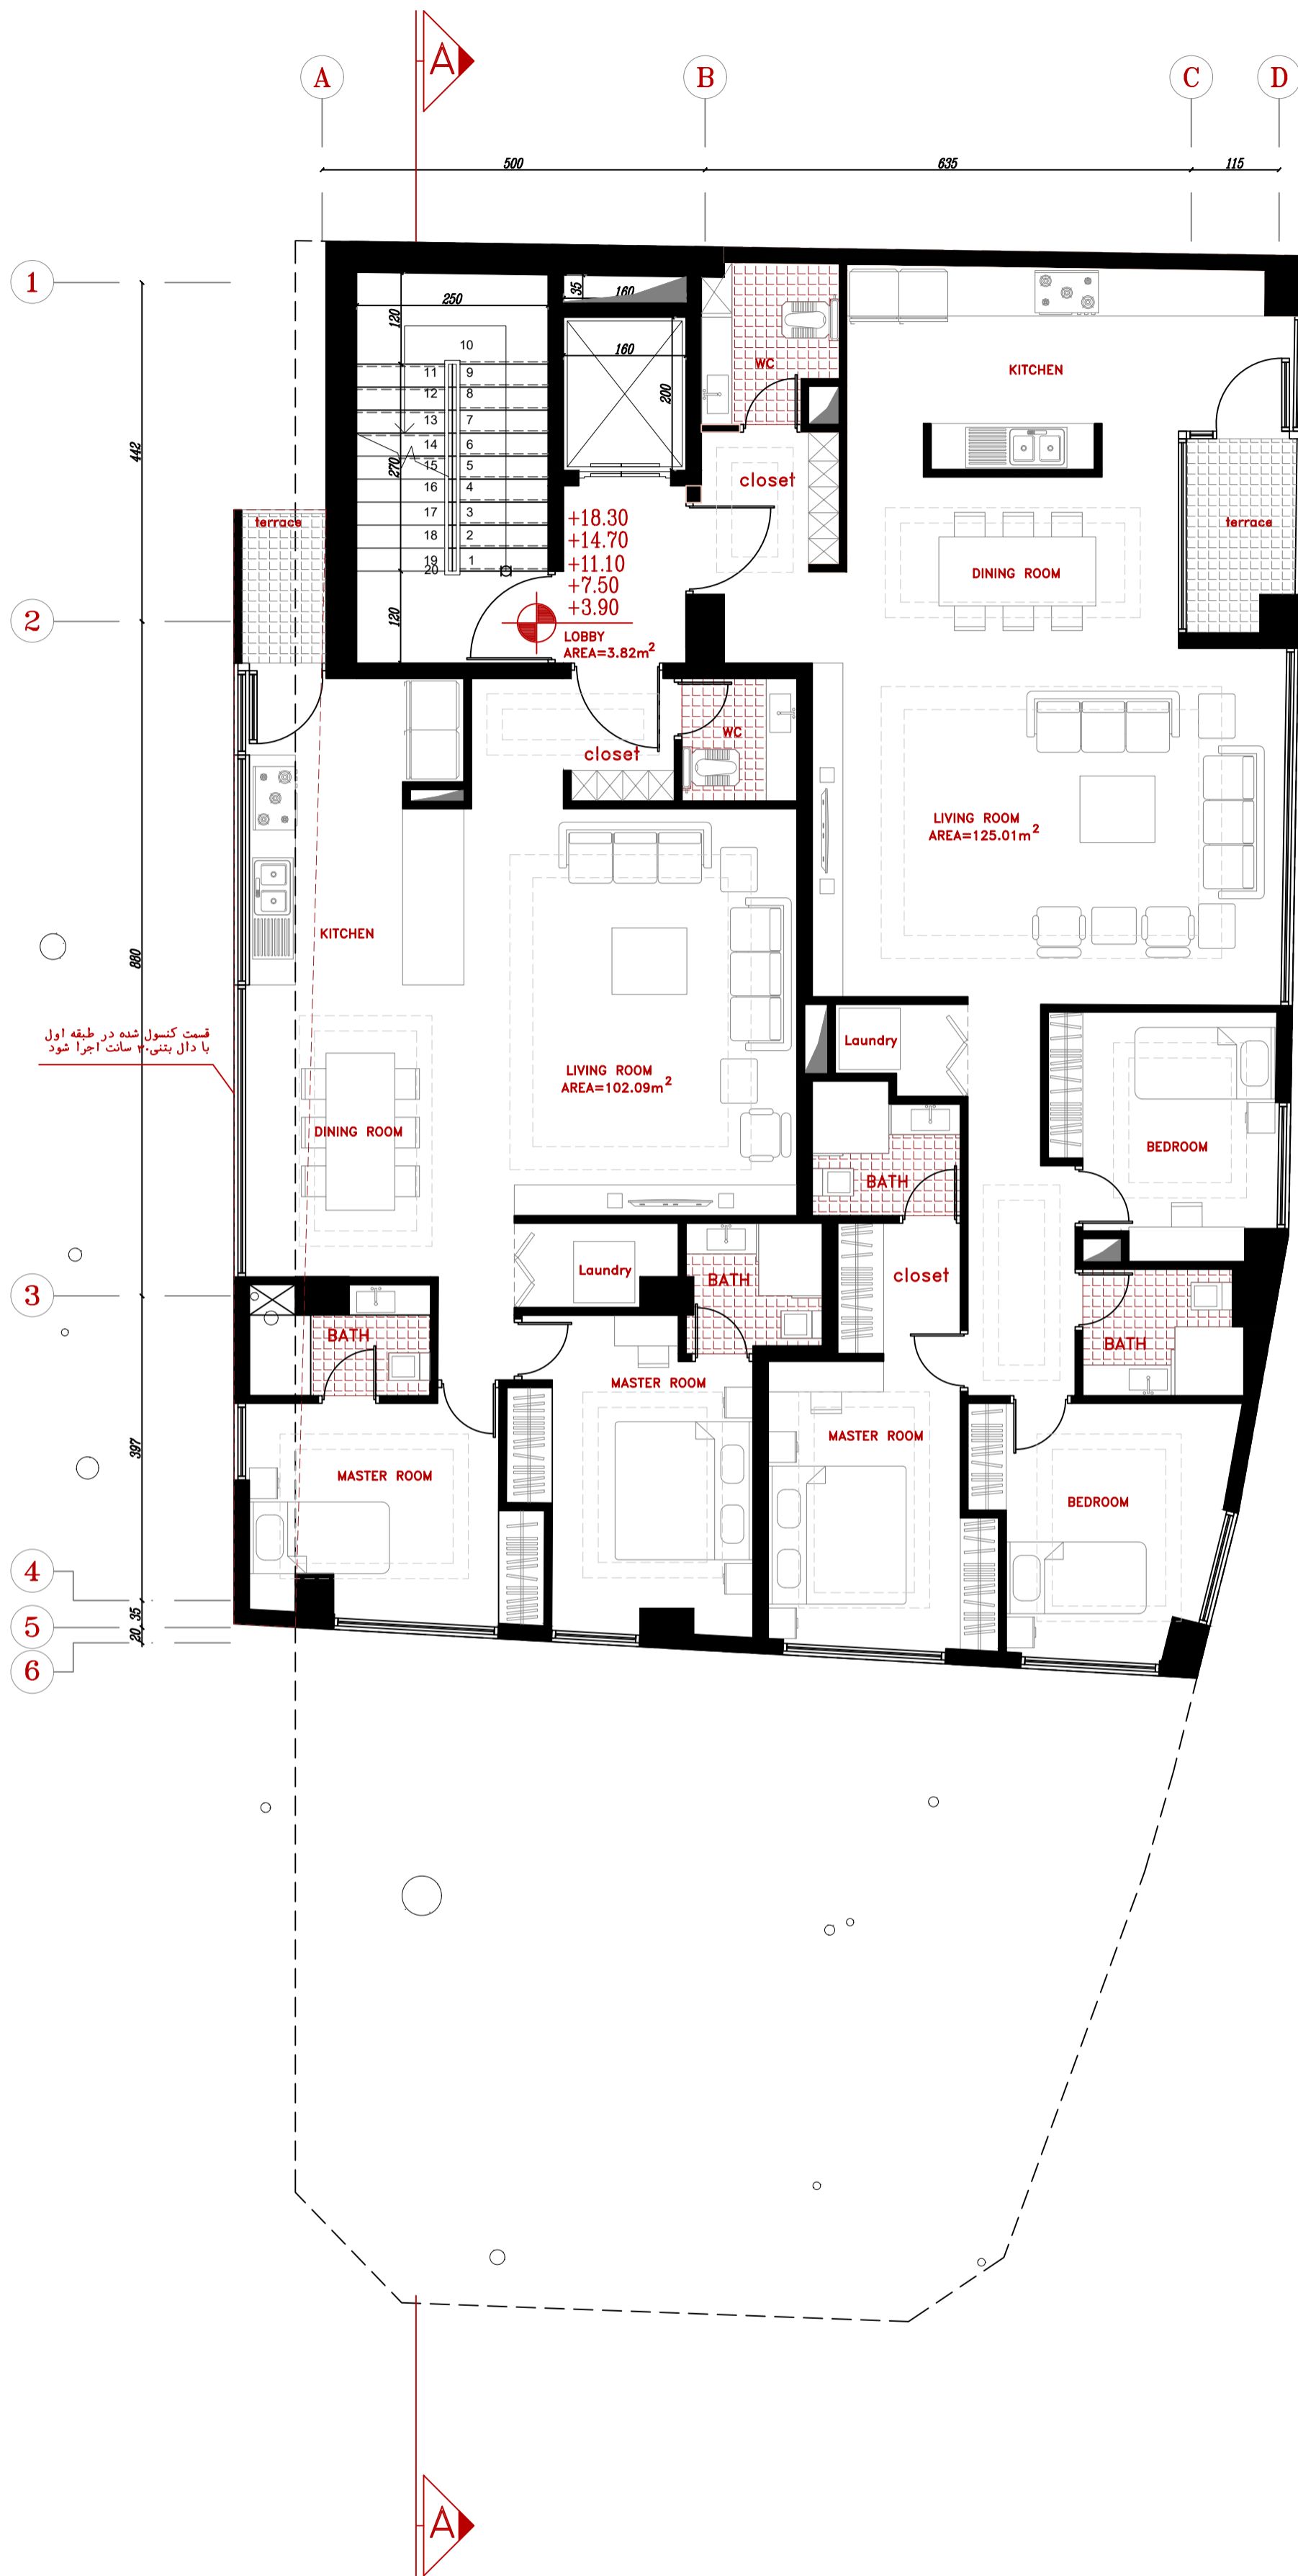 A
A B C D
500 635 115
1
35
160
250
120
10
11 9
12 8
13 7
14 6
15 5
16 4
17 3
18 2
19 1
20
270
120
160
200
WC
KITCHEN
442
closet
terrace
terrace
+18.30
+14.70
+11.10
+7.50
+3.90
DINING ROOM
2
LOBBY
AREA=3.82m²
WC
closet
LIVING ROOM
AREA=125.01m²
KITCHEN
880
قسمت کنسول شده در طبقه اول
با دال بتنی ۳۰ سانت اجرا شود
Laundry
LIVING ROOM
AREA=102.09m²
DINING ROOM
BEDROOM
BATH
3
Laundry
BATH
closet
BATH
BATH
MASTER ROOM
MASTER ROOM
397
MASTER ROOM
BEDROOM
4
35
5
20
6
A